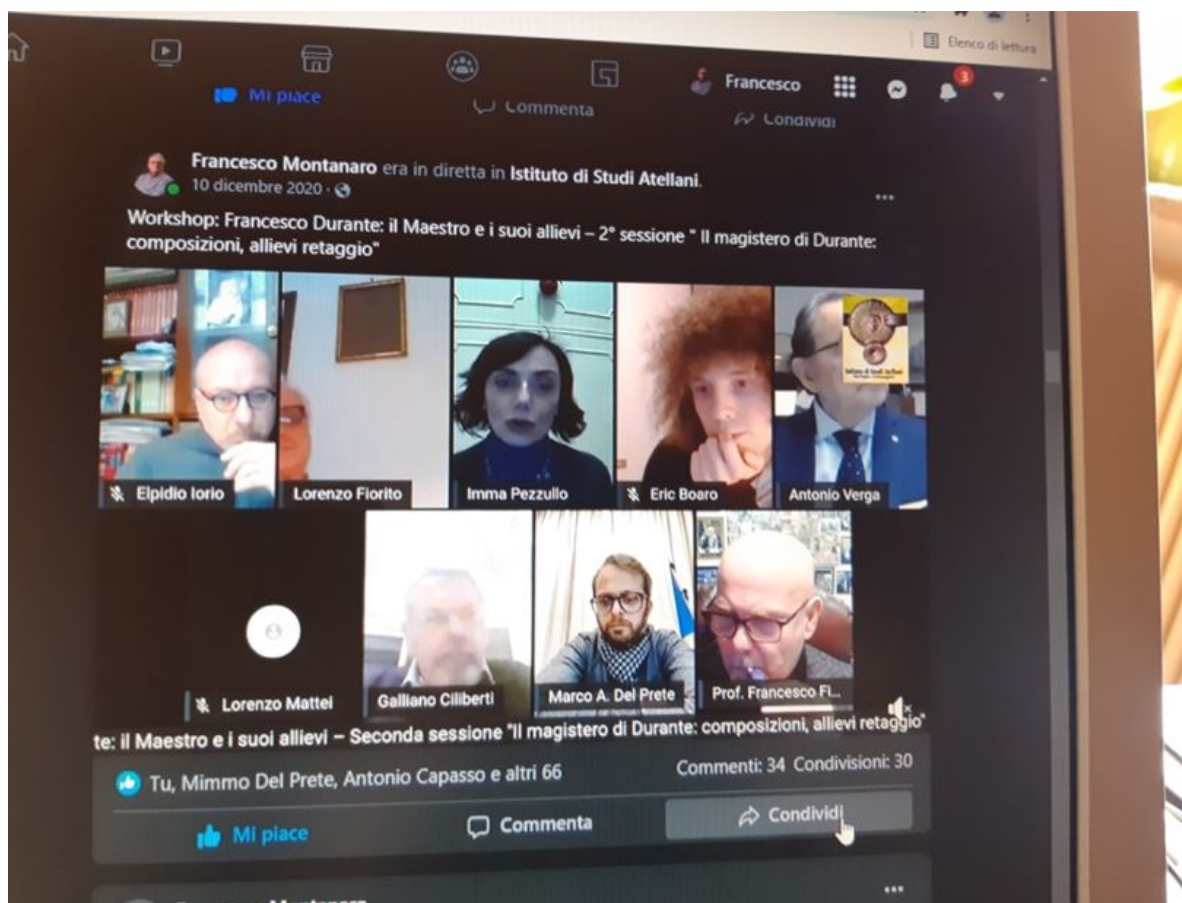 Elenco di lettura
Francesco
3
Mi piace
Commenta
Condividi
Francesco Montanaro era in diretta in Istituto di Studi Atellani.
10 dicembre 2020 ·
Workshop: Francesco Durante: il Maestro e i suoi allievi – 2° sessione " Il magistero di Durante:
composizioni, allievi retaggio"
Elpidio Iorio
Lorenzo Fiorito
Imma Pezzullo
Eric Boaro
Antonio Verga
Lorenzo Mattei
Galliano Ciliberti
Marco A. Del Prete
Prof. Francesco Fi...
te: il Maestro e i suoi allievi – Seconda sessione "Il magistero di Durante: composizioni, allievi retaggio"
Tu, Mimmo Del Prete, Antonio Capasso e altri 66
Commenti: 34 Condivisioni: 30
Mi piace
Commenta
Condividi